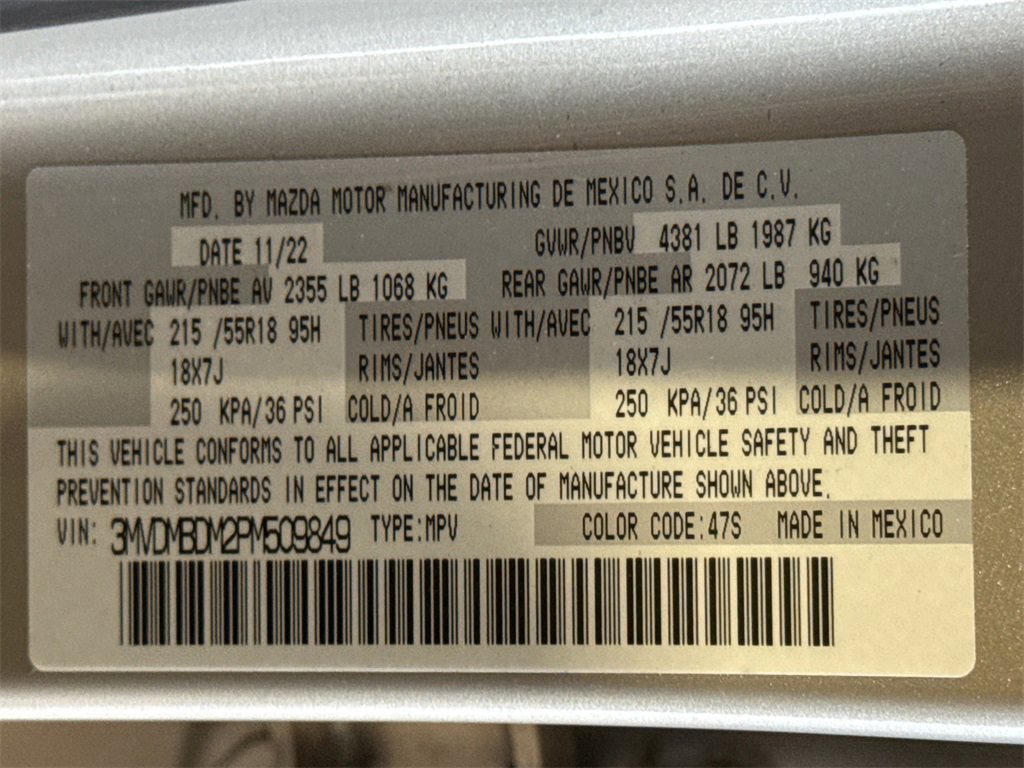 MFD. BY MAZDA MOTOR MANUFACTURING DE MEXICO S.A. DE C.V.
DATE 11/22 GVWR/PNBV 4381 LB 1987 KG
FRONT GAWR/PNBE AV 2355 LB 1068 KG REAR GAWR/PNBE AR 2072 LB 940 KG
WITH/AVEC 215 /55R18 95H TIRES/PNEUS WITH/AVEC 215 /55R18 95H TIRES/PNEUS
18X7J RIMS/JANTES 18X7J RIMS/JANTES
250 KPA/36 PSI COLD/A FROID 250 KPA/36 PSI COLD/A FROID
THIS VEHICLE CONFORMS TO ALL APPLICABLE FEDERAL MOTOR VEHICLE SAFETY AND THEFT
PREVENTION STANDARDS IN EFFECT ON THE DATE OF MANUFACTURE SHOWN ABOVE.
VIN: 3MVDMBDM2PM509849 TYPE:MPV COLOR CODE:47S MADE IN MEXICO